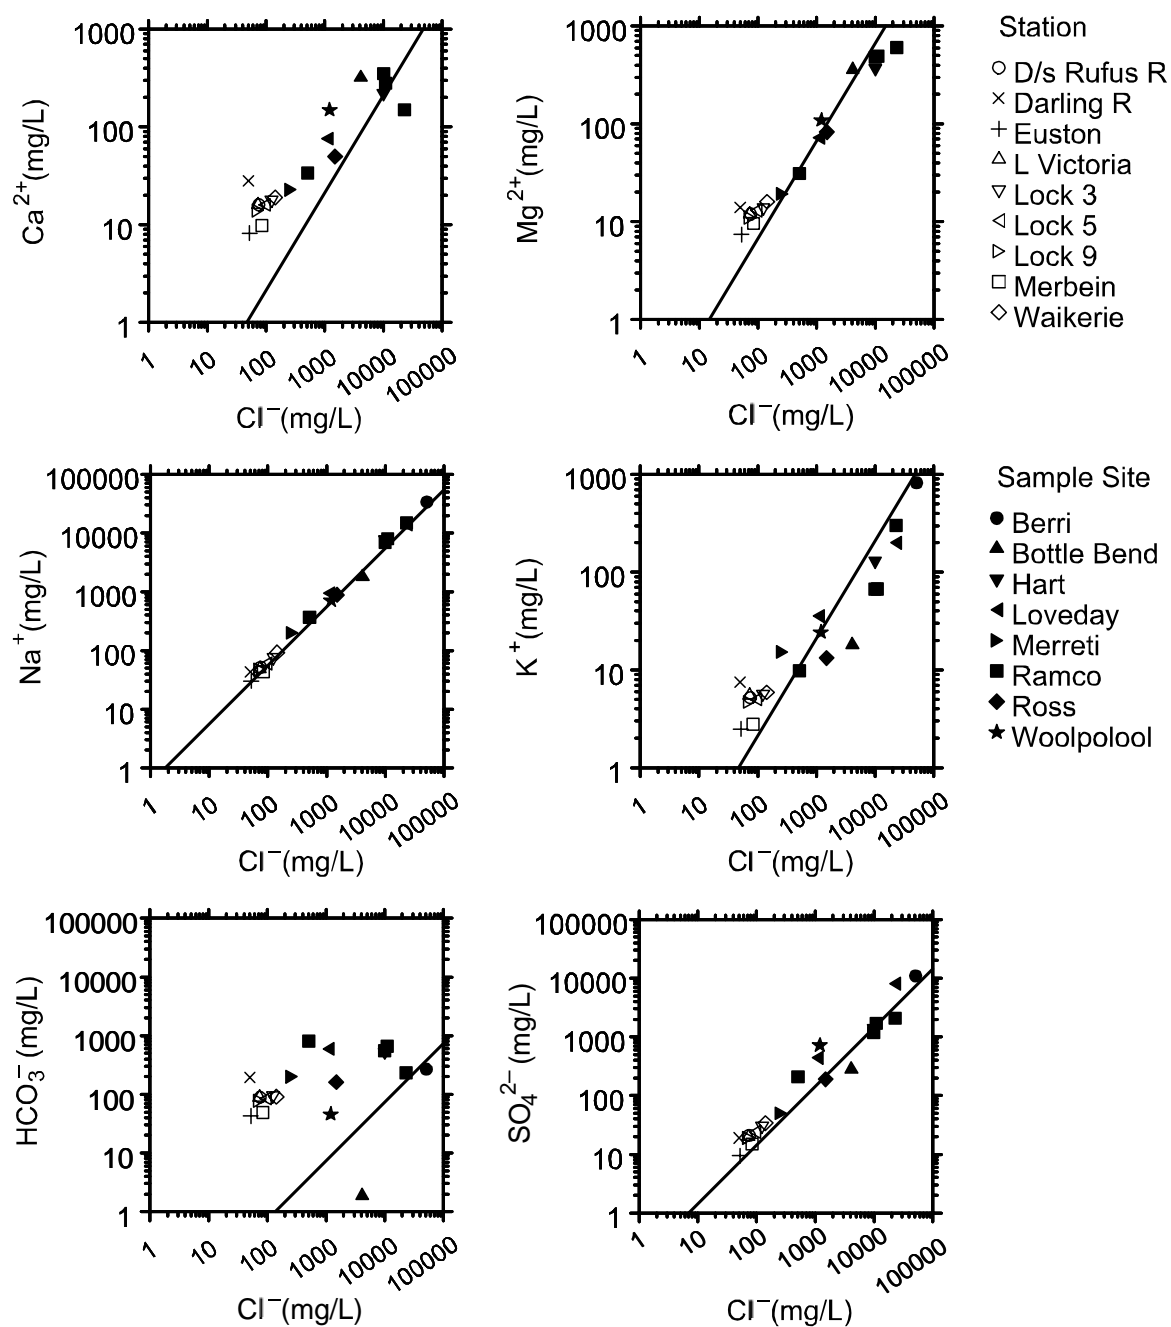 1000
100
10
1
Ca2+(mg/L)
1 10 100 1000 10000 100000
Cl−(mg/L)
1000
100
10
1
Mg2+(mg/L)
1 10 100 1000 10000 100000
Cl−(mg/L)
Station
D/s Rufus R
Darling R
Euston
L Victoria
Lock 3
Lock 5
Lock 9
Merbein
Waikerie
100000
10000
1000
100
10
1
Na+(mg/L)
1 10 100 1000 10000 100000
Cl−(mg/L)
1000
100
10
1
K+(mg/L)
1 10 100 1000 10000 100000
Cl−(mg/L)
Sample Site
Berri
Bottle Bend
Hart
Loveday
Merreti
Ramco
Ross
Woolpolool
100000
10000
1000
100
10
1
HCO3−(mg/L)
1 10 100 1000 10000 100000
Cl−(mg/L)
100000
10000
1000
100
10
1
SO42−(mg/L)
1 10 100 1000 10000 100000
Cl−(mg/L)